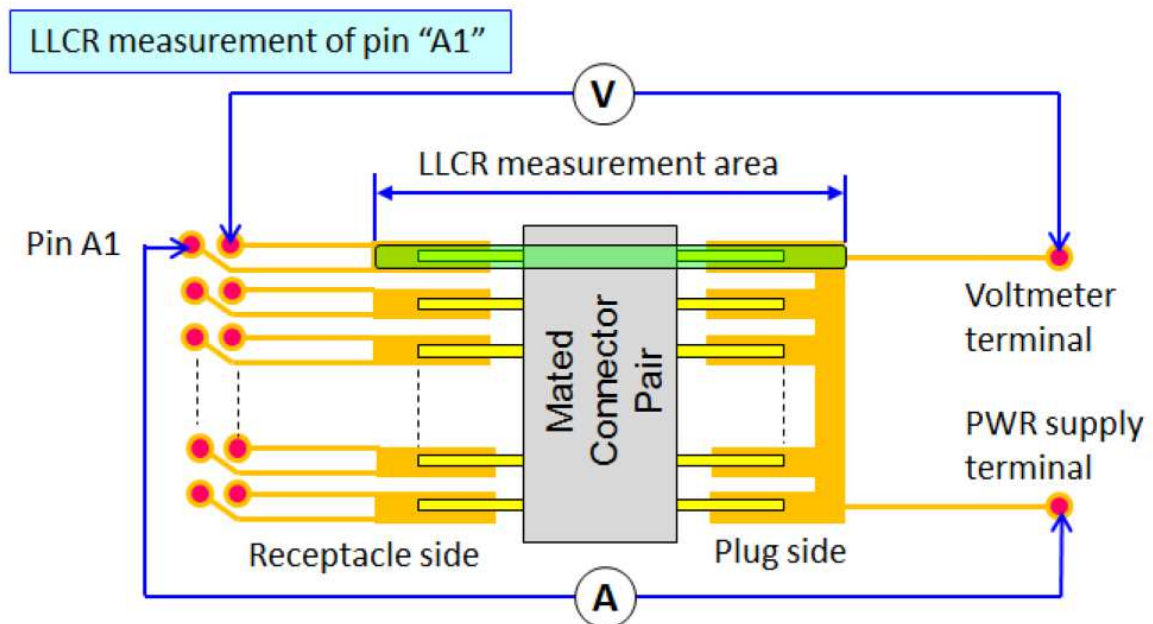 LLCR measurement of pin “A1”
V
LLCR measurement area
Pin A1
Mated
Connector
Pair
Voltmeter
terminal
PWR supply
terminal
Receptacle side
Plug side
A